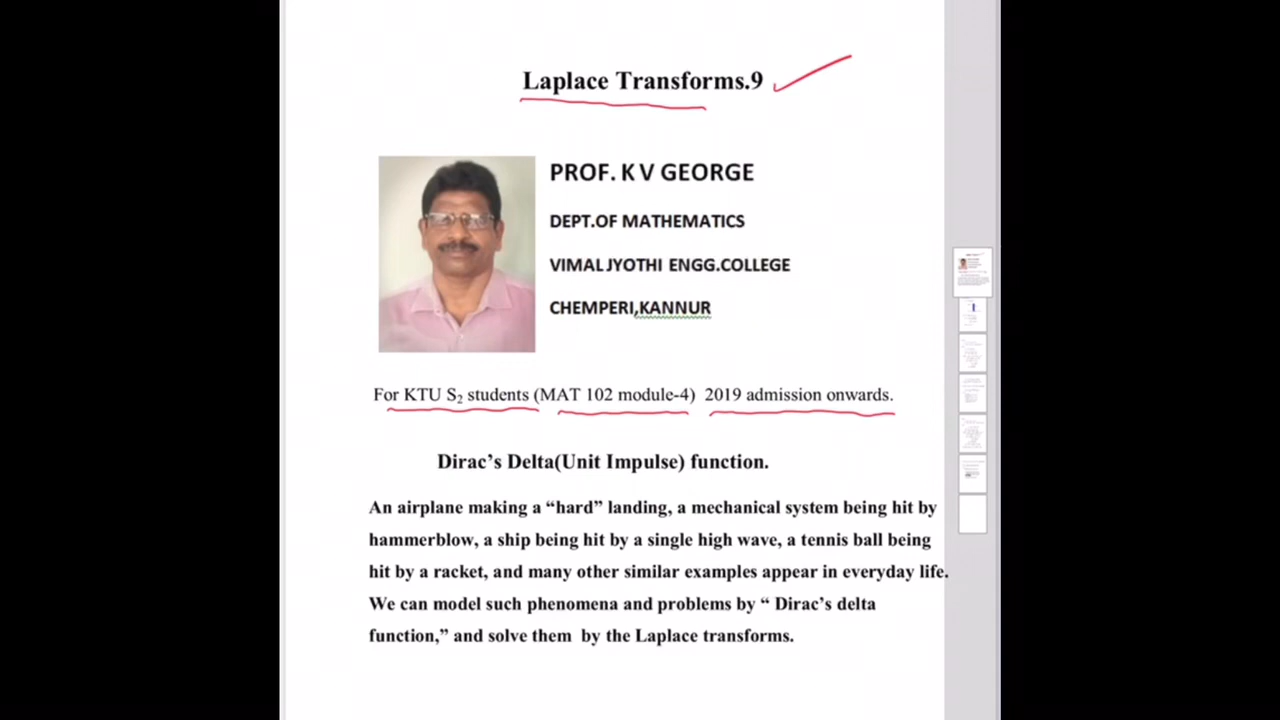 Laplace Transforms.9
PROF. K V GEORGE
DEPT.OF MATHEMATICS
VIMAL JYOTHI ENGG.COLLEGE
CHEMPERI,KANNUR
For KTU S₂ students (MAT 102 module-4) 2019 admission onwards.
Dirac’s Delta(Unit Impulse) function.
An airplane making a “hard” landing, a mechanical system being hit by
hammerblow, a ship being hit by a single high wave, a tennis ball being
hit by a racket, and many other similar examples appear in everyday life.
We can model such phenomena and problems by “ Dirac’s delta
function,” and solve them by the Laplace transforms.